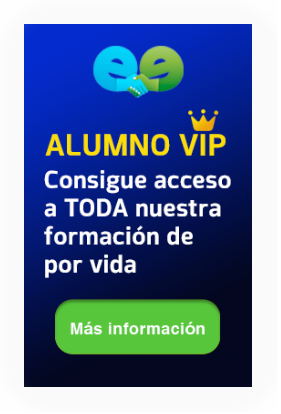 ALUMNO VIP
Consigue acceso
a TODA nuestra
formación de
por vida
Más información